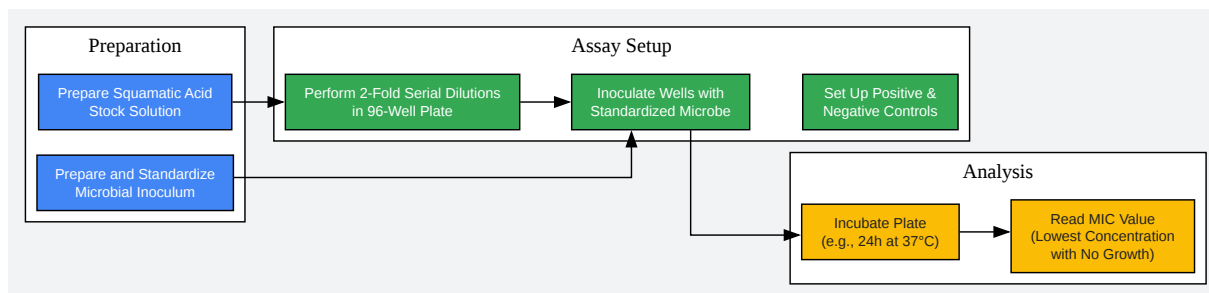 Preparation
Prepare Squamatic Acid
Stock Solution
Prepare and Standardize
Microbial Inoculum
Assay Setup
Perform 2-Fold Serial Dilutions
in 96-Well Plate
Inoculate Wells with
Standardized Microbe
Set Up Positive &
Negative Controls
Analysis
Incubate Plate
(e.g., 24h at 37°C)
Read MIC Value
(Lowest Concentration
with No Growth)